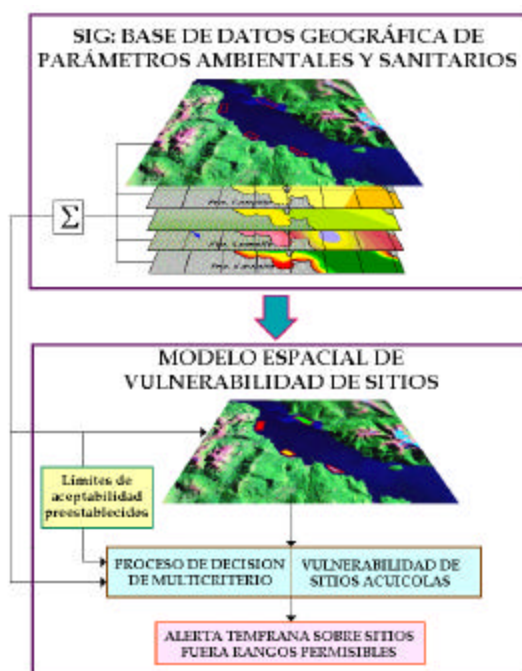 SIG: BASE DE DATOS GEOGRÁFICA DE
PARÁMETROS AMBIENTALES Y SANITARIOS
Σ
MODELO ESPACIAL DE
VULNERABILIDAD DE SITIOS
Límites de
aceptabilidad
preestablecidos
PROCESO DE DECISION
DE MULTICRITERIO
VULNERABILIDAD DE
SITIOS ACUICOLAS
ALERTA TEMPRANA SOBRE SITIOS
FUERA RANGOS PERMISIBLES